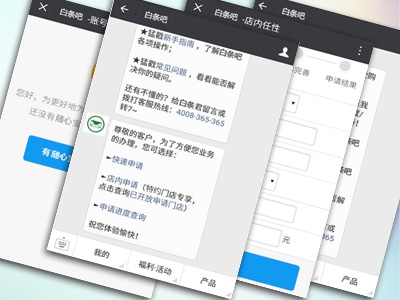 白条吧 -账号
您好，为更好地为
还没有随心宝
有随心宝
白条吧
★猛戳新手指南，了解白条吧
各项操作；
★猛戳常见问题，看看能否解
决你的疑问。
还有不懂的？给白条君留言或
拨打客服热线：4008-365-365
转7~
尊敬的客户，为了方便您业务
的办理，您可选择：
►快速申请
►店内申请（特约门店专享，
点击查询已开放申请门店）
►申请进度查询
祝您体验愉快！
我的
福利·活动
产品
白条吧 -店内任性
完善
申请结果
元
白条吧
产品